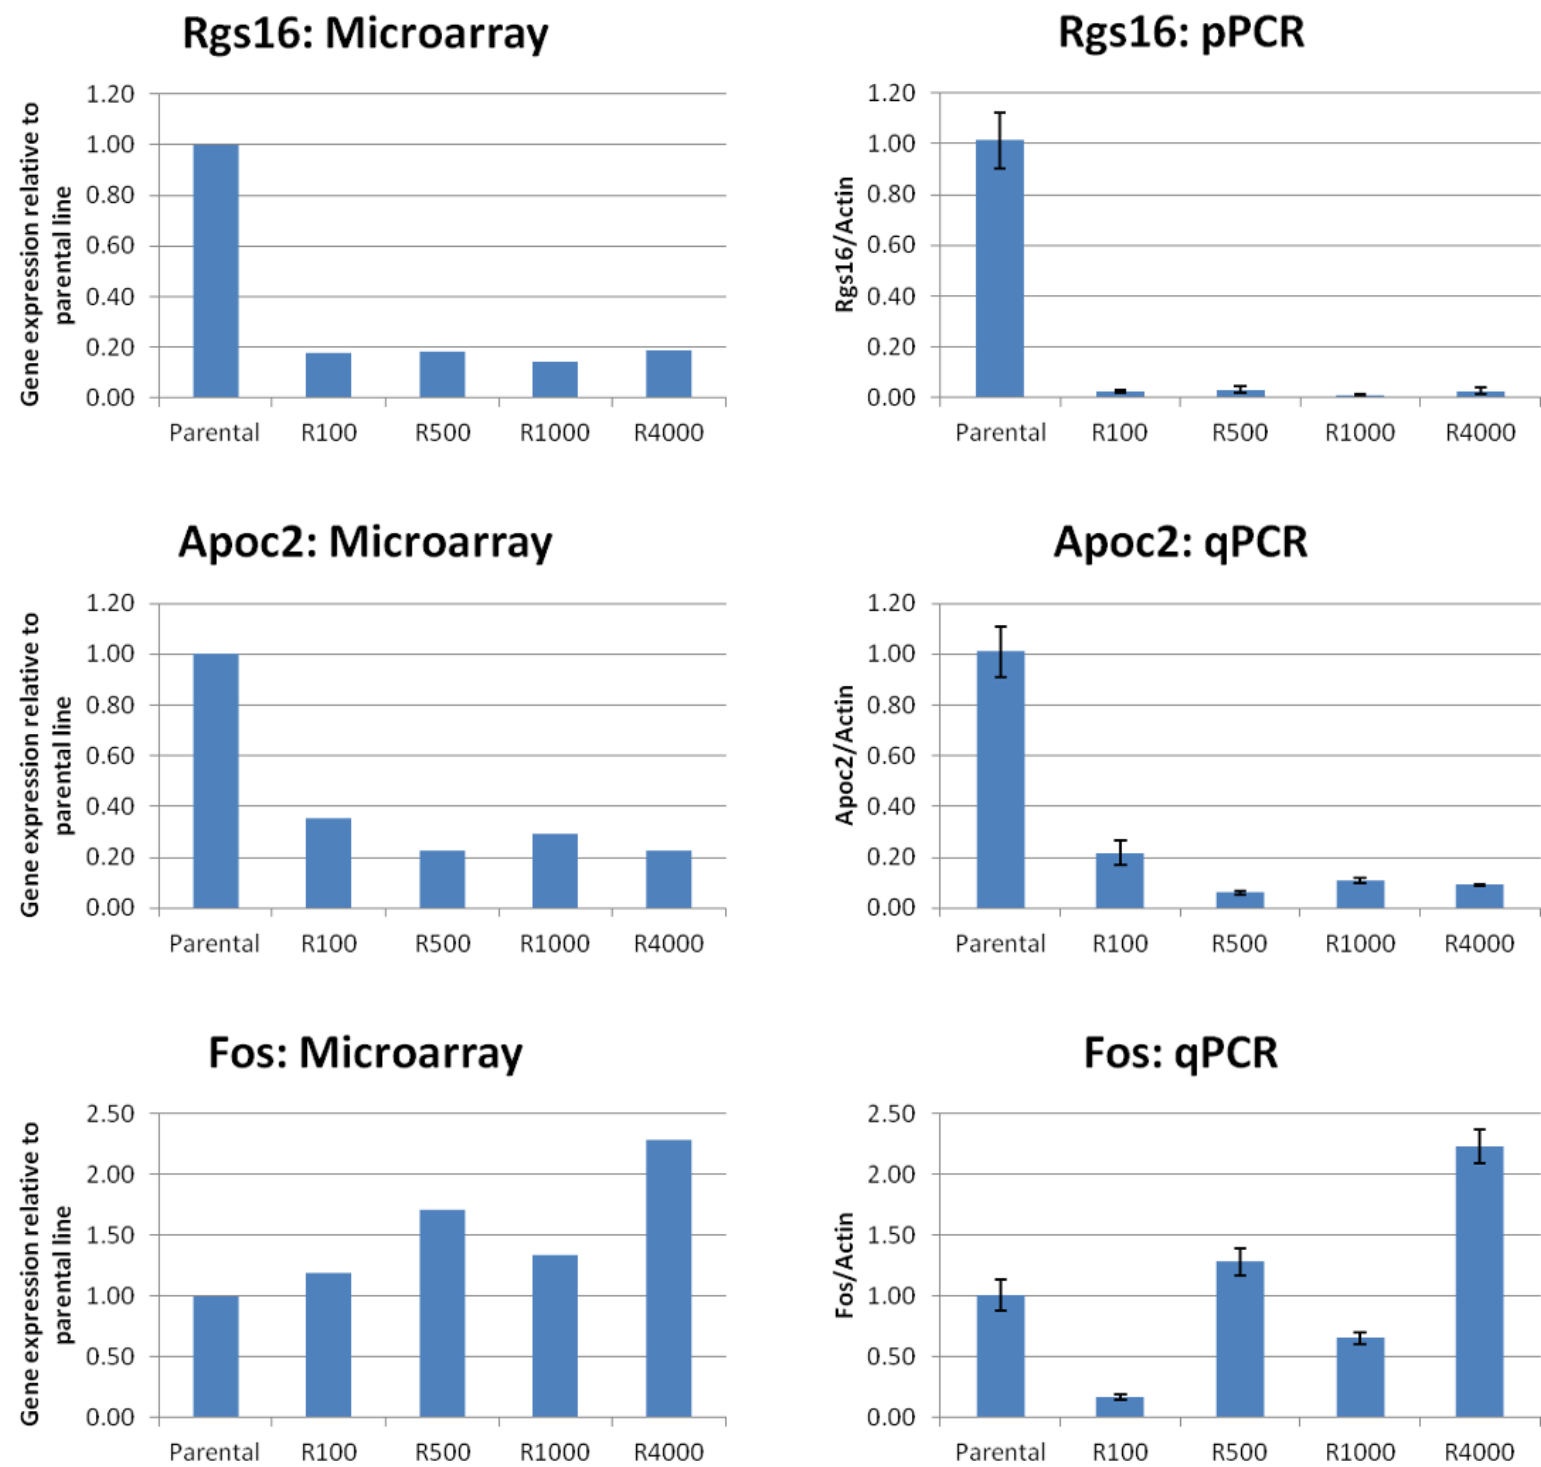 Rgs16: Microarray
Gene expression relative to
parental line
1.20
1.00
0.80
0.60
0.40
0.20
0.00
Parental R100 R500 R1000 R4000
Rgs16: pPCR
Rgs16/Actin
1.20
1.00
0.80
0.60
0.40
0.20
0.00
Parental R100 R500 R1000 R4000
Apoc2: Microarray
Gene expression relative to
parental line
1.20
1.00
0.80
0.60
0.40
0.20
0.00
Parental R100 R500 R1000 R4000
Apoc2: qPCR
Apoc2/Actin
1.20
1.00
0.80
0.60
0.40
0.20
0.00
Parental R100 R500 R1000 R4000
Fos: Microarray
Gene expression relative to
parental line
2.50
2.00
1.50
1.00
0.50
0.00
Parental R100 R500 R1000 R4000
Fos: qPCR
Fos/Actin
2.50
2.00
1.50
1.00
0.50
0.00
Parental R100 R500 R1000 R4000